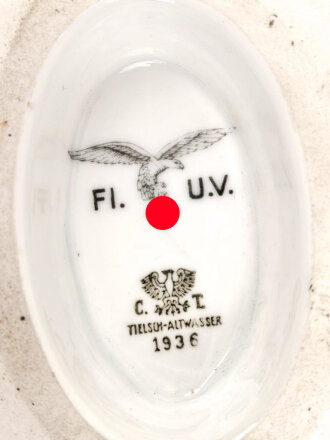 Fl. U.V.
C. T.
TIELSCH-ALTWASSER
1936